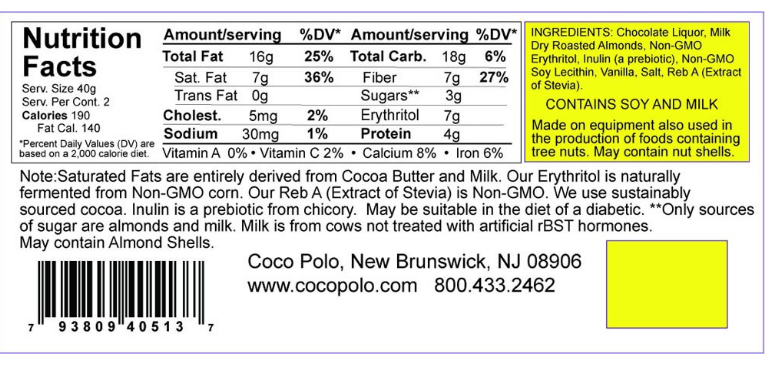 Nutrition
Facts
Serv. Size 40g
Serv. Per Cont. 2
Calories 190
Fat Cal. 140
*Percent Daily Values (DV) are
based on a 2,000 calorie diet.
Amount/serving %DV* Amount/serving %DV*
Total Fat 16g 25% Total Carb. 18g 6%
Sat. Fat 7g 36% Fiber 7g 27%
Trans Fat 0g Sugars** 3g
Cholest. 5mg 2% Erythritol 7g
Sodium 30mg 1% Protein 4g
Vitamin A 0% • Vitamin C 2% • Calcium 8% • Iron 6%
INGREDIENTS: Chocolate Liquor, Milk
Dry Roasted Almonds, Non-GMO
Erythritol, Inulin (a prebiotic), Non-GMO
Soy Lecithin, Vanilla, Salt, Reb A (Extract
of Stevia).
CONTAINS SOY AND MILK
Made on equipment also used in
the production of foods containing
tree nuts. May contain nut shells.
Note:Saturated Fats are entirely derived from Cocoa Butter and Milk. Our Erythritol is naturally
fermented from Non-GMO corn. Our Reb A (Extract of Stevia) is Non-GMO. We use sustainably
sourced cocoa. Inulin is a prebiotic from chicory. May be suitable in the diet of a diabetic. **Only sources
of sugar are almonds and milk. Milk is from cows not treated with artificial rBST hormones.
May contain Almond Shells.
Coco Polo, New Brunswick, NJ 08906
www.cocopolo.com 800.433.2462
7 93809 40513 7